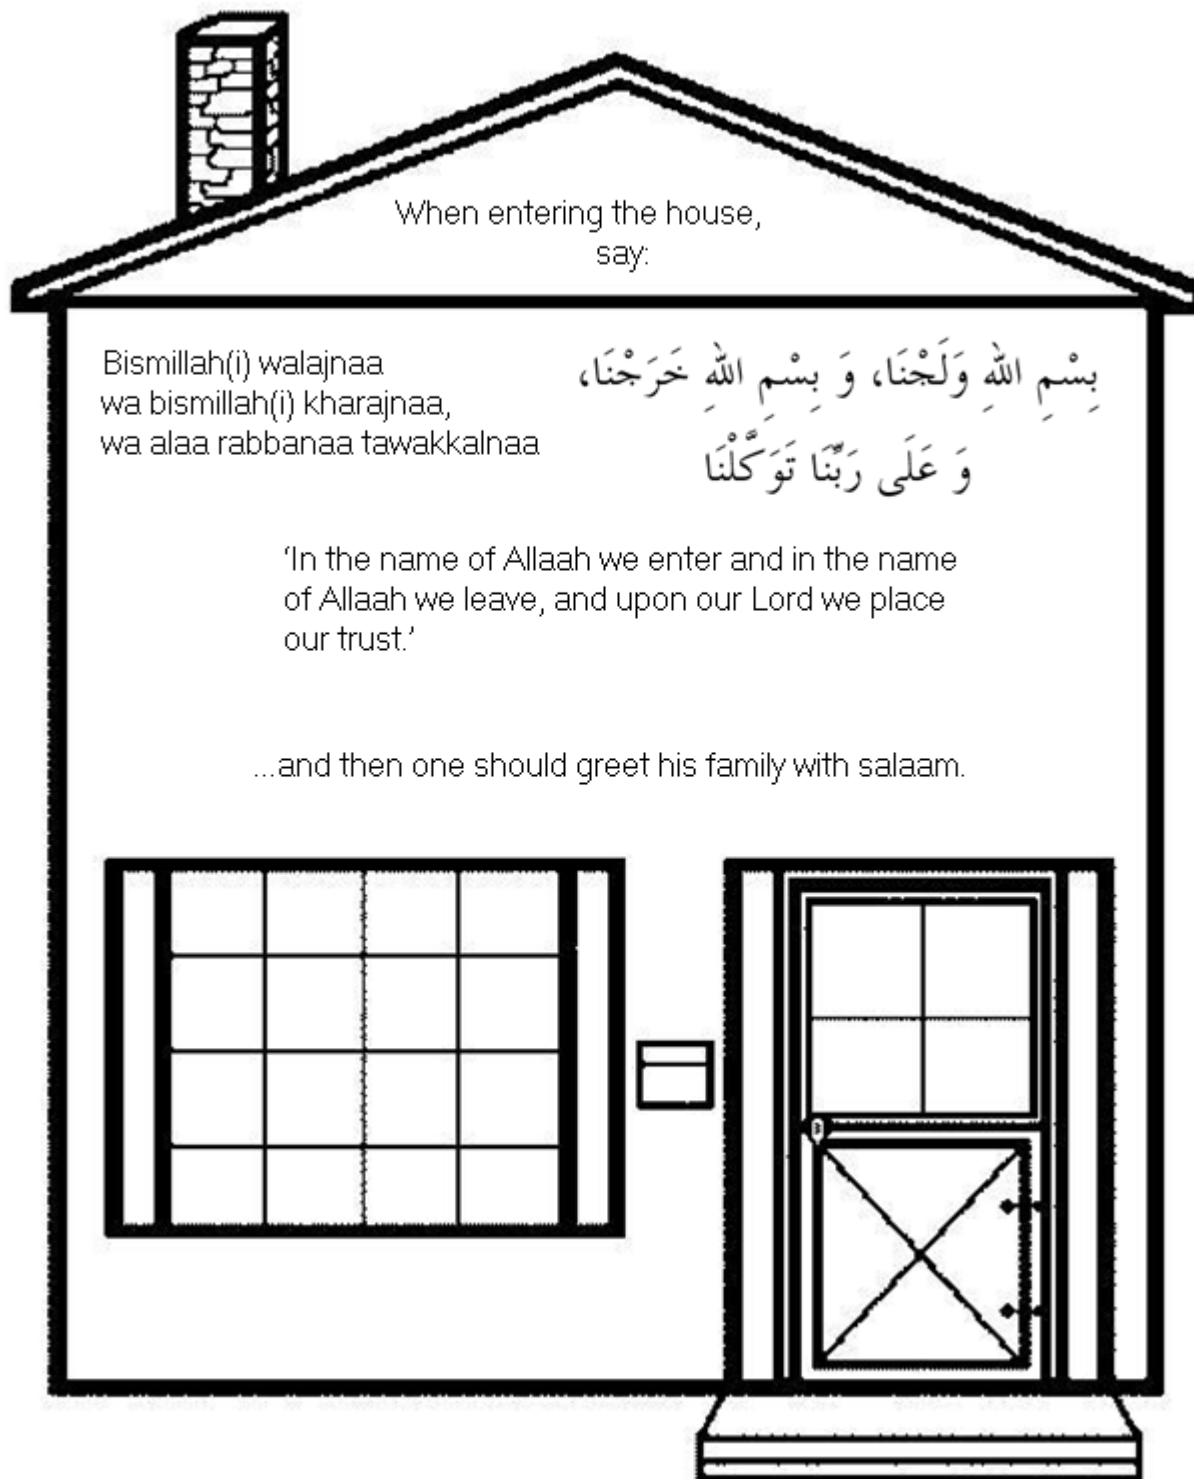 When entering the house,
say:
Bismillah(i) walajnaa
wa bismillah(i) kharajnaa,
wa alaa rabbanaa tawakkalnaa
بِسْمِ اللهِ وَلَجْنَا، وَ بِسْمِ اللهِ خَرَجْنَا،
وَ عَلَى رَبِّنَا تَوَكَّلْنَا
‘In the name of Allaah we enter and in the name
of Allaah we leave, and upon our Lord we place
our trust.’
...and then one should greet his family with salaam.